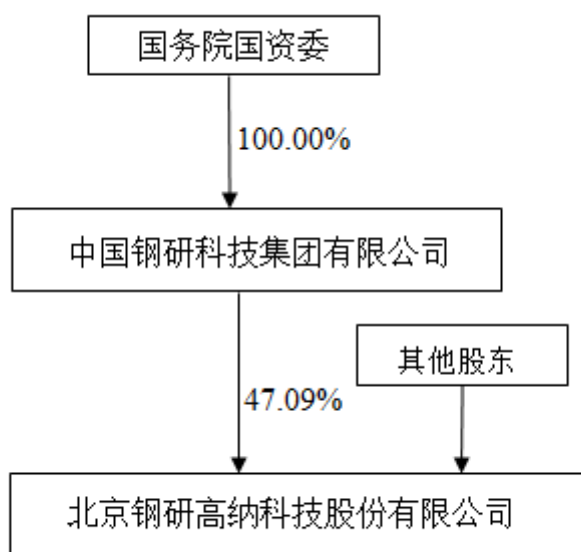 国务院国资委
100.00%
中国钢研科技集团有限公司
其他股东
47.09%
北京钢研高纳科技股份有限公司